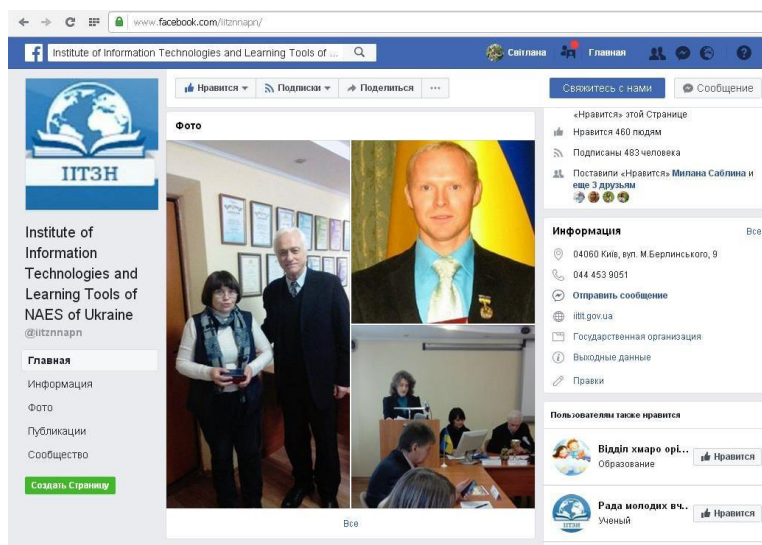 www.facebook.com/iitznnapn/
Institute of Information Technologies and Learning Tools of ...
Світлана
Главная
ІІТЗН
Institute of
Information
Technologies and
Learning Tools of
NAES of Ukraine
@iitznnapn
Главная
Информация
Фото
Публикации
Сообщество
Создать Страницу
Нравится
Подписки
Поделиться
Свяжитесь с нами
Сообщение
Фото
Все
«Нравится» этой Странице
Нравится 460 людям
Подписаны 483 человека
Поставили «Нравится» Милана Саблина и
еще 3 друзьям
Информация
Все
04060 Київ, вул. М.Берлинського, 9
044 453 9051
Отправить сообщение
iitlt.gov.ua
Государственная организация
Выходные данные
Правки
Пользователям также нравится
Відділ хмаро орі...
Образование
Нравится
Рада молодих вч..
Ученый
Нравится
ІІТЗН